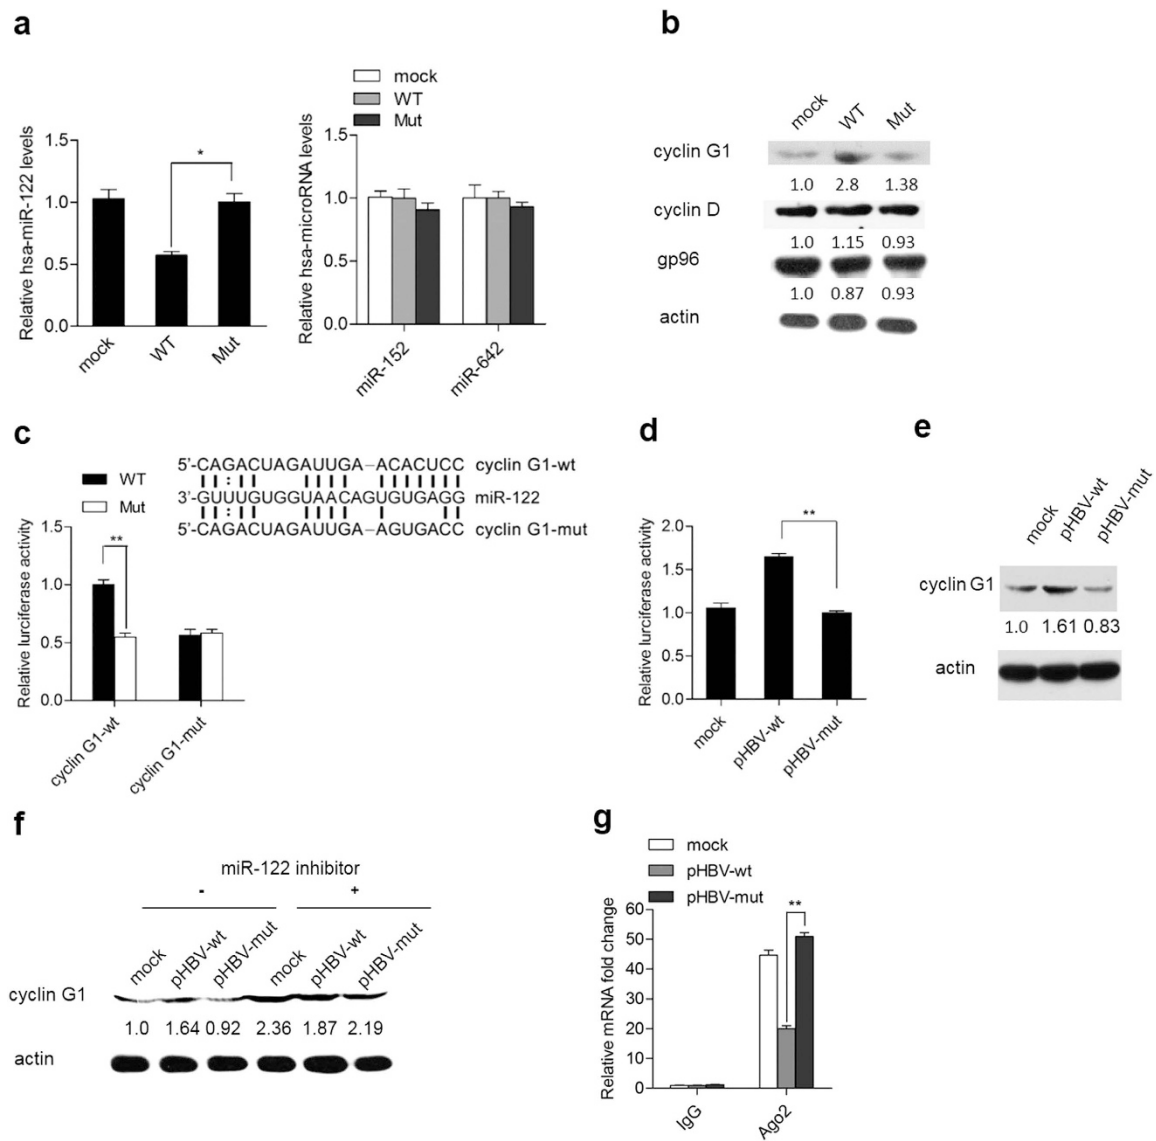 a
Relative hsa-miR-122 levels
1.5
1.0
0.5
0.0
*
mock
WT
Mut
mock
WT
Mut
Relative hsa-microRNA levels
1.5
1.0
0.5
0.0
miR-152
miR-642
b
mock WT Mut
cyclin G1
1.0 2.8 1.38
cyclin D
1.0 1.15 0.93
gp96
1.0 0.87 0.93
actin
c
WT
Mut
5'-CAGACUAGAUUGA–ACACUCC cyclin G1-wt
3'-GUUUGUGGUAACAGUGUGAGG miR-122
5'-CAGACUAGAUUGA–AGUGACC cyclin G1-mut
Relative lurciferase activity
1.5
1.0
0.5
0.0
**
cyclin G1-wt
cyclin G1-mut
d
Relative lurciferase activity
2.0
1.5
1.0
0.5
0.0
**
mock
pHBV-wt
pHBV-mut
e
mock pHBV-wt pHBV-mut
cyclin G1
1.0 1.61 0.83
actin
f
miR-122 inhibitor
- +
mock pHBV-wt pHBV-mut mock pHBV-wt pHBV-mut
cyclin G1
1.0 1.64 0.92 2.36 1.87 2.19
actin
g
mock
pHBV-wt
pHBV-mut
Relative mRNA fold change
60
50
40
30
20
10
0
**
IgG
Ago2